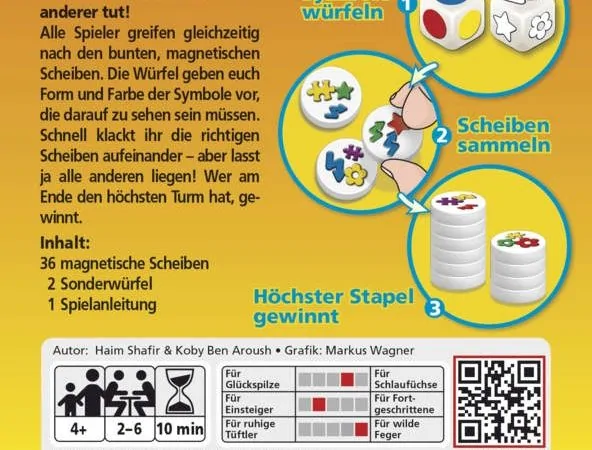 anderer tut!
Alle Spieler greifen gleichzeitig
nach den bunten, magnetischen
Scheiben. Die Würfel geben euch
Form und Farbe der Symbole vor,
die darauf zu sehen sein müssen.
Schnell klackt ihr die richtigen
Scheiben aufeinander – aber lasst
ja alle anderen liegen! Wer am
Ende den höchsten Turm hat, ge-
winnt.
Inhalt:
36 magnetische Scheiben
2 Sonderwürfel
1 Spielanleitung
würfeln
1
2 Scheiben
sammeln
Höchster Stapel
gewinnt
3
Autor: Haim Shafir & Koby Ben Aroush • Grafik: Markus Wagner
4+
2–6
10 min
Für
Glückspilze
Für
Schlaufüchse
Für
Einsteiger
Für Fort-
geschrittene
Für ruhige
Tüftler
Für wilde
Feger